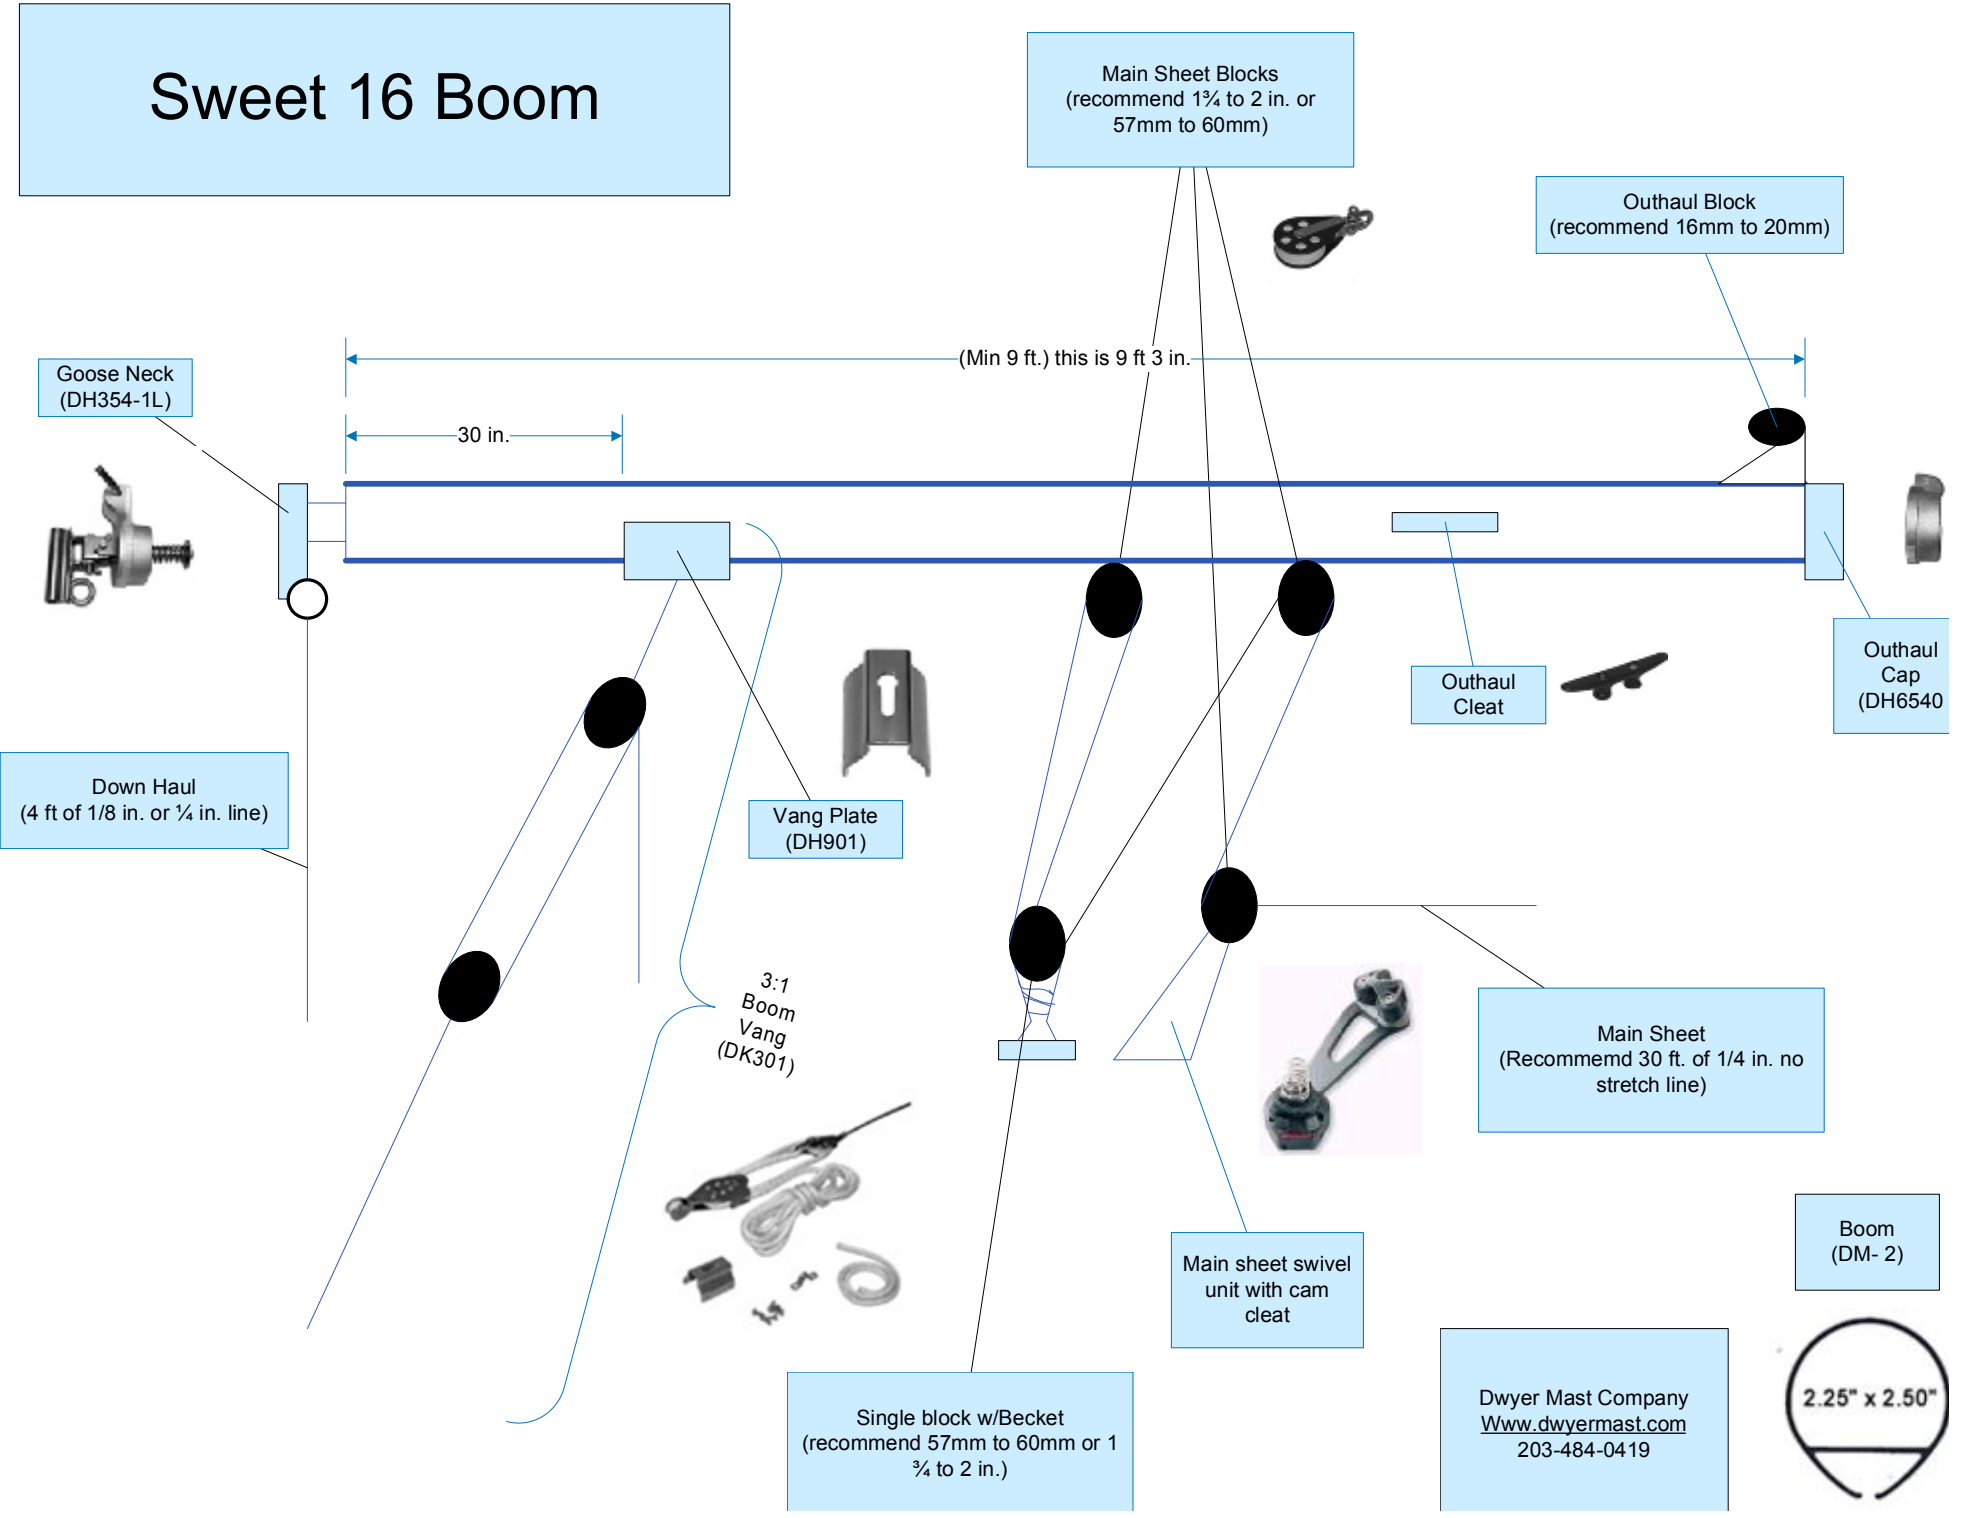 Sweet 16 Boom
Main Sheet Blocks
(recommend 1¾ to 2 in. or
57mm to 60mm)
Outhaul Block
(recommend 16mm to 20mm)
(Min 9 ft.) this is 9 ft 3 in.
Goose Neck
(DH354-1L)
30 in.
Outhaul
Cap
(DH6540
Outhaul
Cleat
Down Haul
(4 ft of 1/8 in. or ¼ in. line)
Vang Plate
(DH901)
3:1
Boom
Vang
(DK301)
Main Sheet
(Recommemd 30 ft. of 1/4 in. no
stretch line)
Main sheet swivel
unit with cam
cleat
Boom
(DM- 2)
Single block w/Becket
(recommend 57mm to 60mm or 1
¾ to 2 in.)
Dwyer Mast Company
Www.dwyermast.com
203-484-0419
2.25" x 2.50"